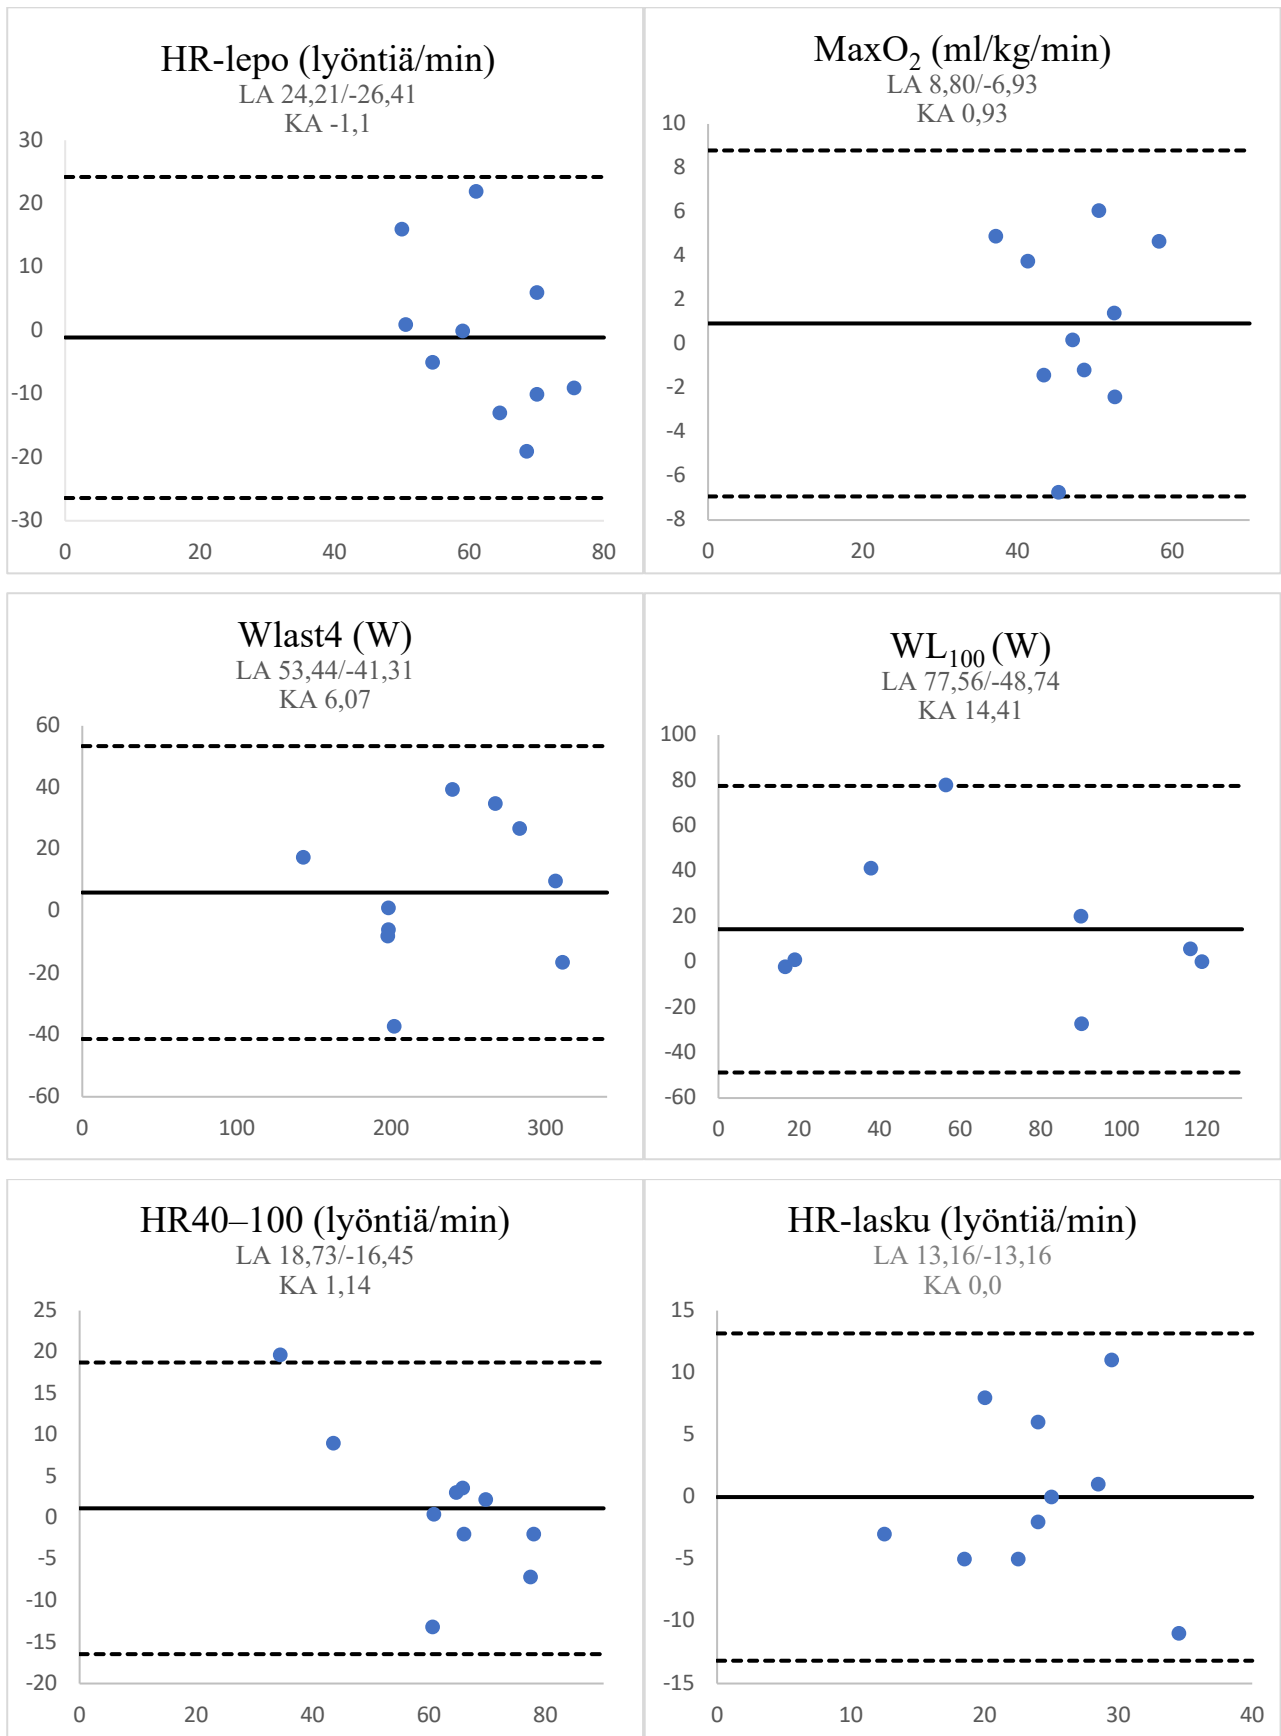 HR-lepo (lyöntiä/min)
LA 24,21/-26,41
KA -1,1
30
20
10
0
-10
-20
-30
0 20 40 60 80
MaxO₂ (ml/kg/min)
LA 8,80/-6,93
KA 0,93
10
8
6
4
2
0
-2
-4
-6
-8
0 20 40 60
Wlast4 (W)
LA 53,44/-41,31
KA 6,07
60
40
20
0
-20
-40
-60
0 100 200 300
WL₁₀₀ (W)
LA 77,56/-48,74
KA 14,41
100
80
60
40
20
0
-20
-40
-60
0 20 40 60 80 100 120
HR40–100 (lyöntiä/min)
LA 18,73/-16,45
KA 1,14
25
20
15
10
5
0
-5
-10
-15
-20
0 20 40 60 80
HR-lasku (lyöntiä/min)
LA 13,16/-13,16
KA 0,0
15
10
5
0
-5
-10
-15
0 10 20 30 40